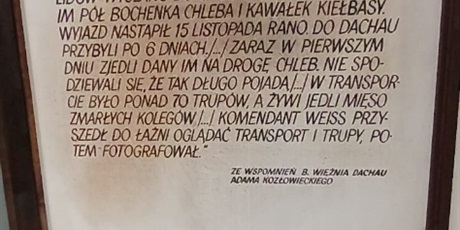 IM PÓŁ BOCHENKA CHLEBA I KAWAŁEK KIEŁBASY.
WYJAZD NASTĄPIŁ 15 LISTOPADA RANO. DO DACHAU
PRZYBYLI PO 6 DNIACH./.../ ZARAZ W PIERWSZYM
DNIU ZJEDLI DANY IM NA DROGĘ CHLEB. NIE SPO-
DZIEWALI SIĘ, ŻE TAK DŁUGO POJADĄ/.../ W TRANSPOR-
CIE BYŁO PONAD 70 TRUPÓW, A ŻYWI JEDLI MIĘSO
ZMARŁYCH KOLEGÓW/.../ KOMENDANT WEISS PRZY-
SZEDŁ DO ŁAŹNI OGLĄDAĆ TRANSPORT I TRUPY, PO-
TEM FOTOGRAFOWAŁ."
ZE WSPOMNIEŃ B. WIĘŹNIA DACHAU
ADAMA KOZŁOWIECKIEGO